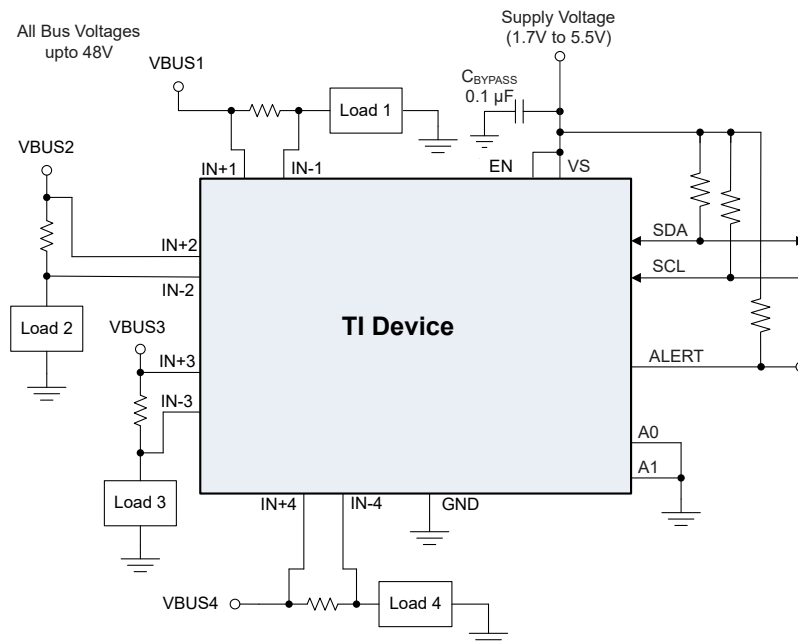 All Bus Voltages
upto 48V
Supply Voltage
(1.7V to 5.5V)
VBUS1
CBYPASS
0.1 µF
Load 1
VBUS2
IN+1
IN-1
EN
VS
IN+2
SDA
IN-2
SCL
Load 2
VBUS3
TI Device
IN+3
ALERT
IN-3
A0
A1
Load 3
IN+4
IN-4
GND
VBUS4
Load 4